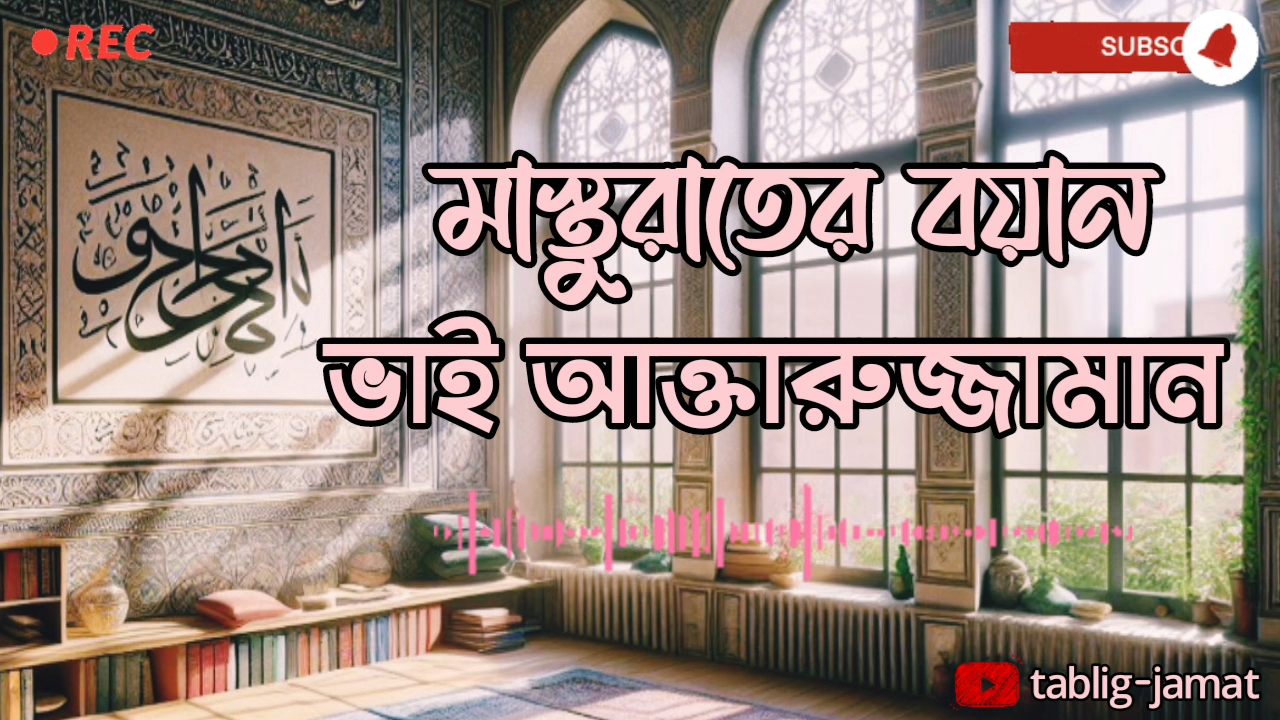 REC
SUBSC
মাস্তুরাতের বয়ান
ভাই আক্তারুজ্জামান
tablig-jamat